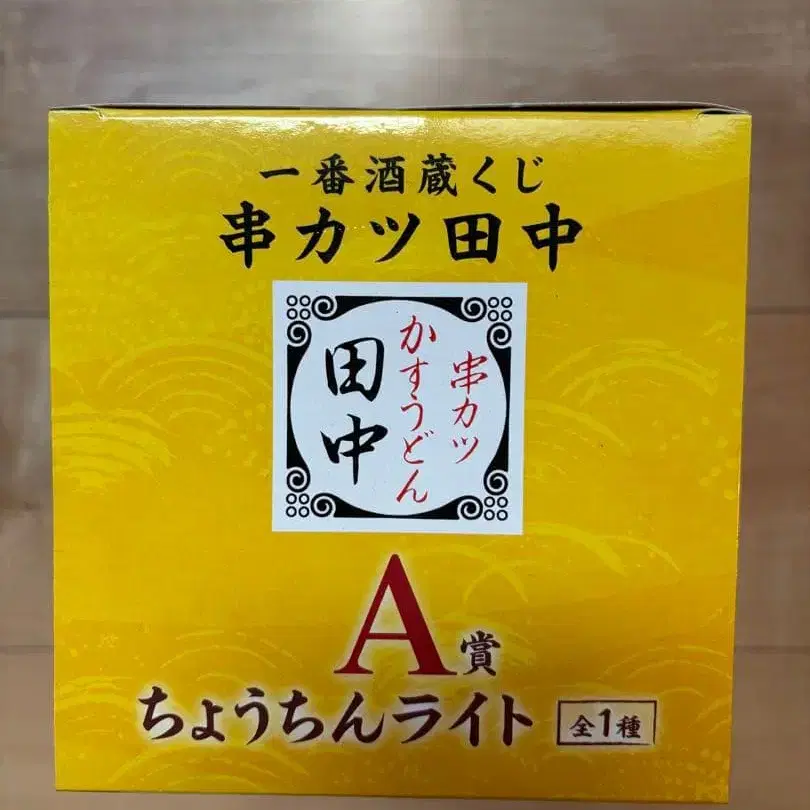 一番酒蔵くじ
串カツ田中
串カツ
かすうどん
田中
A賞
ちょうちんライト 全1種